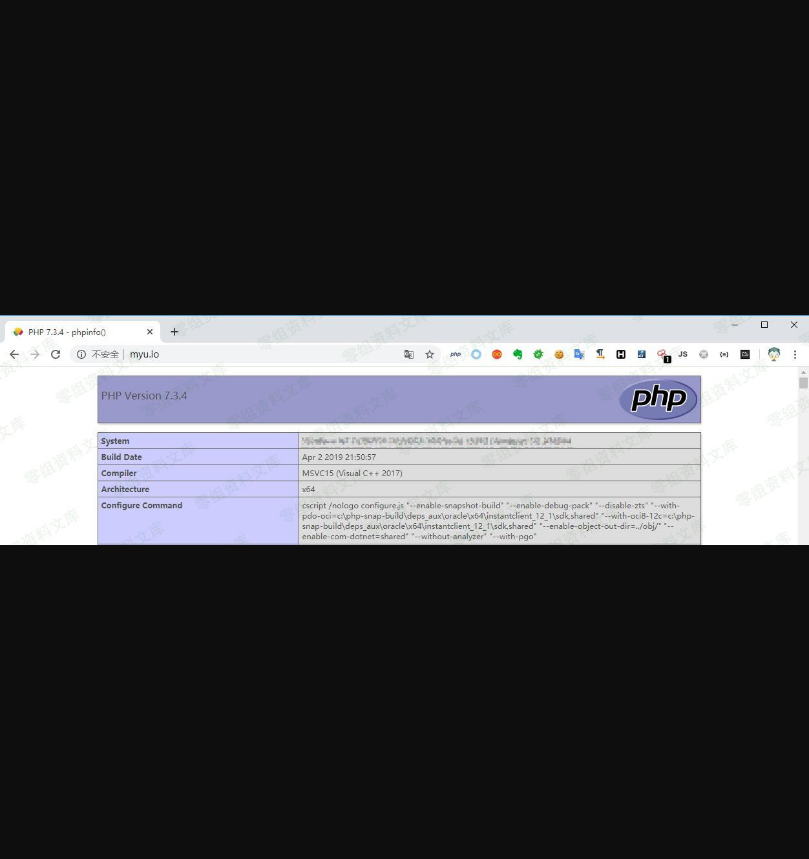 PHP 7.3.4 - phpinfo()
不安全 myu.io
PHP Version 7.3.4
php
System
Build Date Apr 2 2019 21:50:57
Compiler MSVC15 (Visual C++ 2017)
Architecture x64
Configure Command cscript /nologo configure.js "--enable-snapshot-build" "--enable-debug-pack" "--disable-zts" "--with-
pdo-oci=c:\php-snap-build\deps_aux\oracle\x64\instantclient_12_1\sdk,shared" "--with-oci8-12c=c:\php-
snap-build\deps_aux\oracle\x64\instantclient_12_1\sdk,shared" "--enable-object-out-dir=../obj/" "--
enable-com-dotnet=shared" "--without-analyzer" "--with-pgo"
零组资料文库